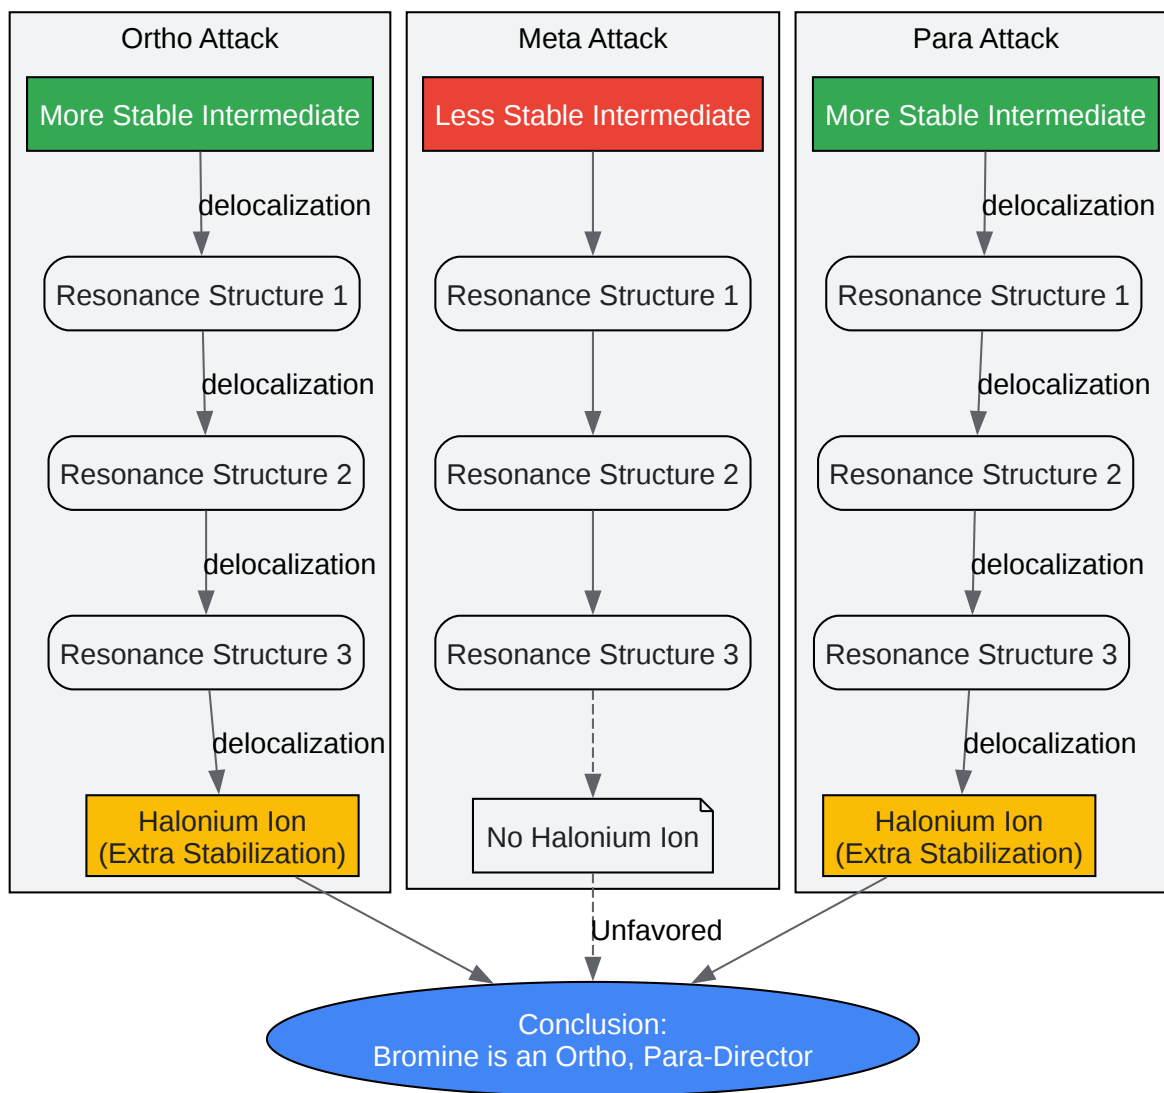 Ortho Attack
More Stable Intermediate
delocalization
Resonance Structure 1
delocalization
Resonance Structure 2
delocalization
Resonance Structure 3
delocalization
Halonium Ion
(Extra Stabilization)
Meta Attack
Less Stable Intermediate
Resonance Structure 1
Resonance Structure 2
Resonance Structure 3
No Halonium Ion
Unfavored
Para Attack
More Stable Intermediate
delocalization
Resonance Structure 1
delocalization
Resonance Structure 2
delocalization
Resonance Structure 3
delocalization
Halonium Ion
(Extra Stabilization)
Conclusion:
Bromine is an Ortho, Para-Director